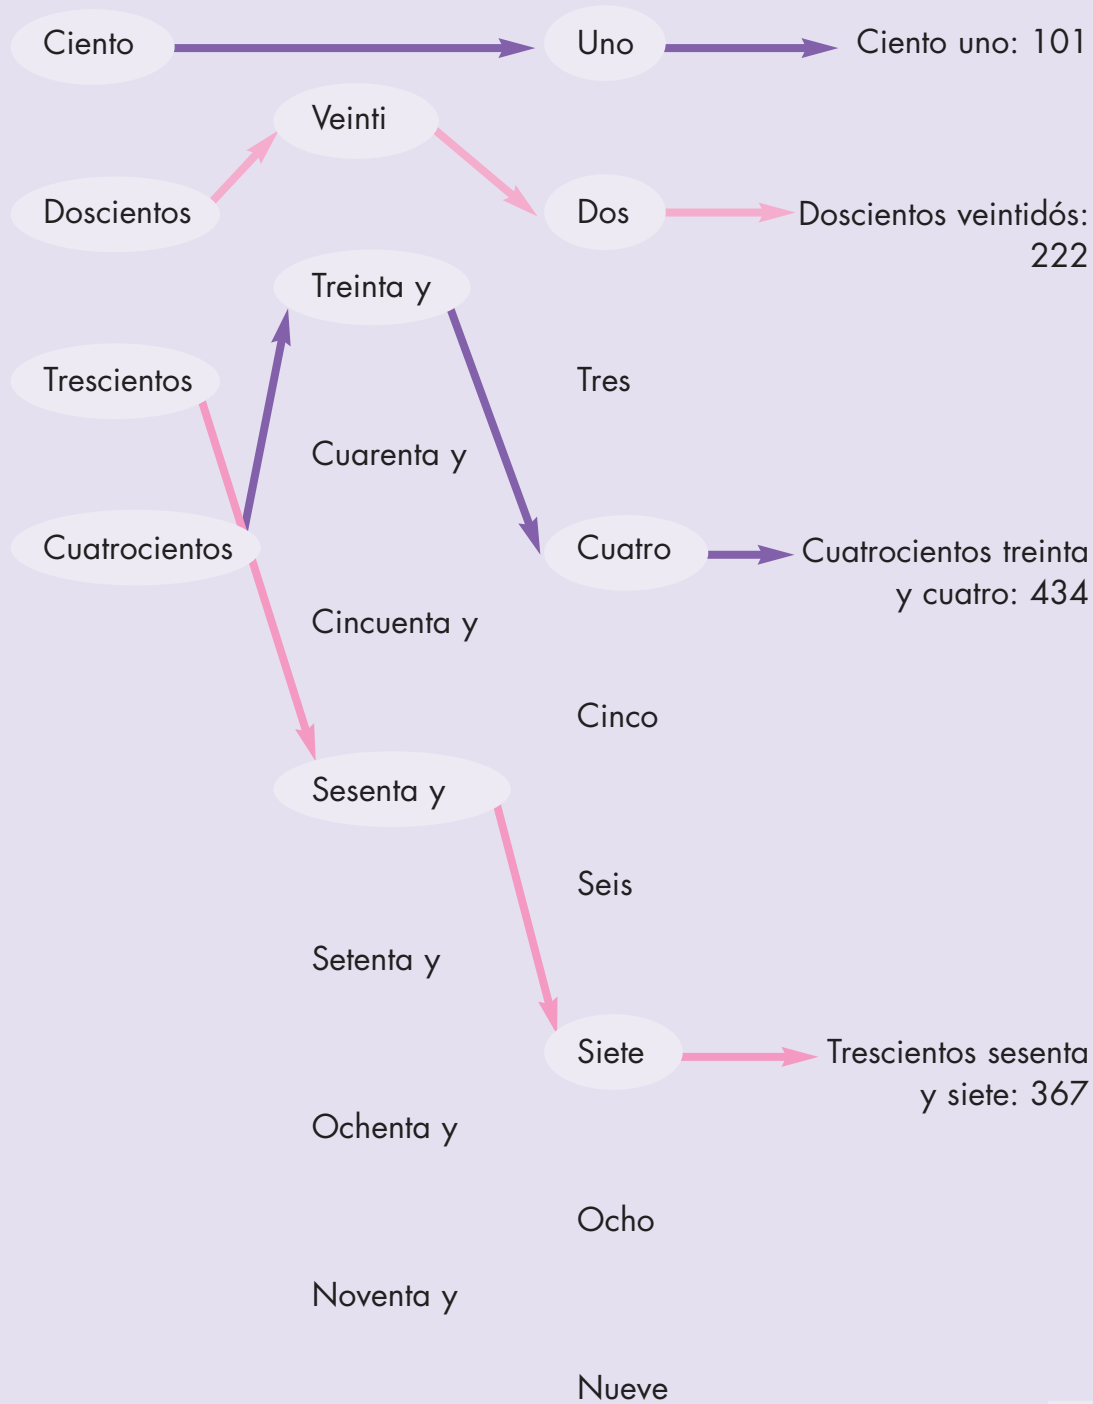 Ciento
Uno
Ciento uno: 101
Veinti
Doscientos
Dos
Doscientos veintidós:
222
Treinta y
Trescientos
Tres
Cuarenta y
Cuatrocientos
Cuatro
Cuatrocientos treinta
y cuatro: 434
Cincuenta y
Cinco
Sesenta y
Seis
Setenta y
Siete
Trescientos sesenta
y siete: 367
Ochenta y
Ocho
Noventa y
Nueve